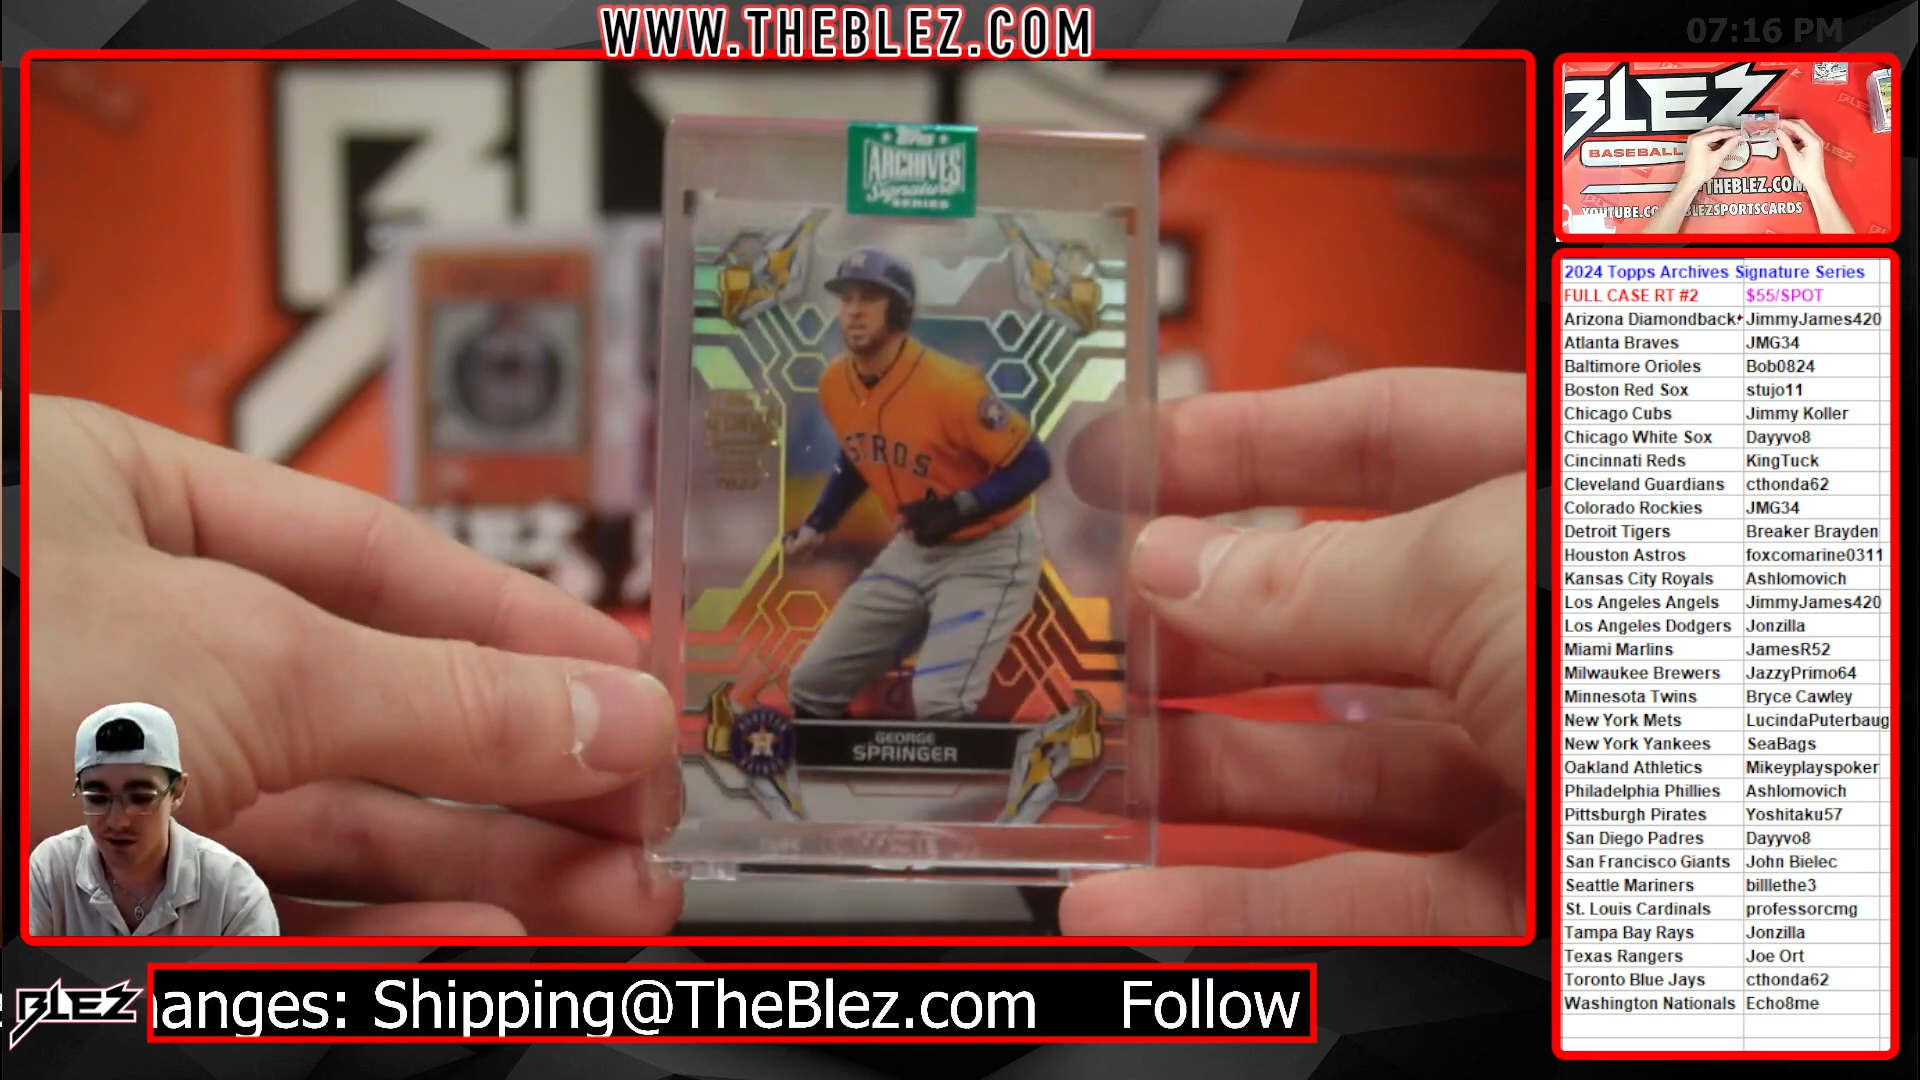 WWW.THEBLEZ.COM
07:16 PM
TOPPS
ARCHIVES
Signature
SERIES
ASTROS
GEORGE
SPRINGER
BLEZ
BASEBALL
THEBLEZ.COM
2024 Topps Archives Signature Series
FULL CASE RT #2 $55/SPOT
Arizona Diamondback JimmyJames420
Atlanta Braves JMG34
Baltimore Orioles Bob0824
Boston Red Sox stujo11
Chicago Cubs Jimmy Koller
Chicago White Sox Dayyvo8
Cincinnati Reds KingTuck
Cleveland Guardians cthonda62
Colorado Rockies JMG34
Detroit Tigers Breaker Brayden
Houston Astros foxcomarine0311
Kansas City Royals Ashlomovich
Los Angeles Angels JimmyJames420
Los Angeles Dodgers Jonzilla
Miami Marlins JamesR52
Milwaukee Brewers JazzyPrimo64
Minnesota Twins Bryce Cawley
New York Mets LucindaPuterbaug
New York Yankees SeaBags
Oakland Athletics Mikeyplayspoker
Philadelphia Phillies Ashlomovich
Pittsburgh Pirates Yoshitaku57
San Diego Padres Dayyvo8
San Francisco Giants John Bielec
Seattle Mariners billlethe3
St. Louis Cardinals professorcmg
Tampa Bay Rays Jonzilla
Texas Rangers Joe Ort
Toronto Blue Jays cthonda62
Washington Nationals Echo8me
BLEZ
anges: Shipping@TheBlez.com Follow